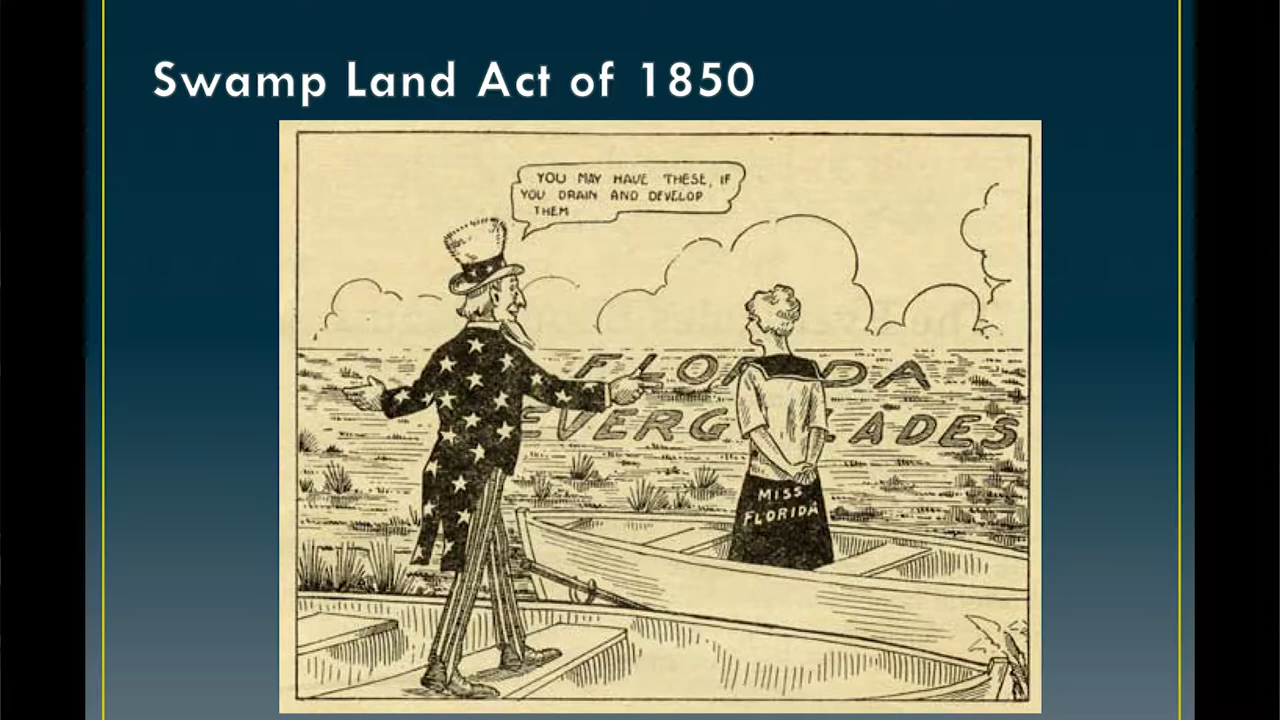 Swamp Land Act of 1850
YOU MAY HAVE THESE, IF
YOU DRAIN AND DEVELOP
THEM
FLORIDA
EVERGLADES
MISS
FLORIDA